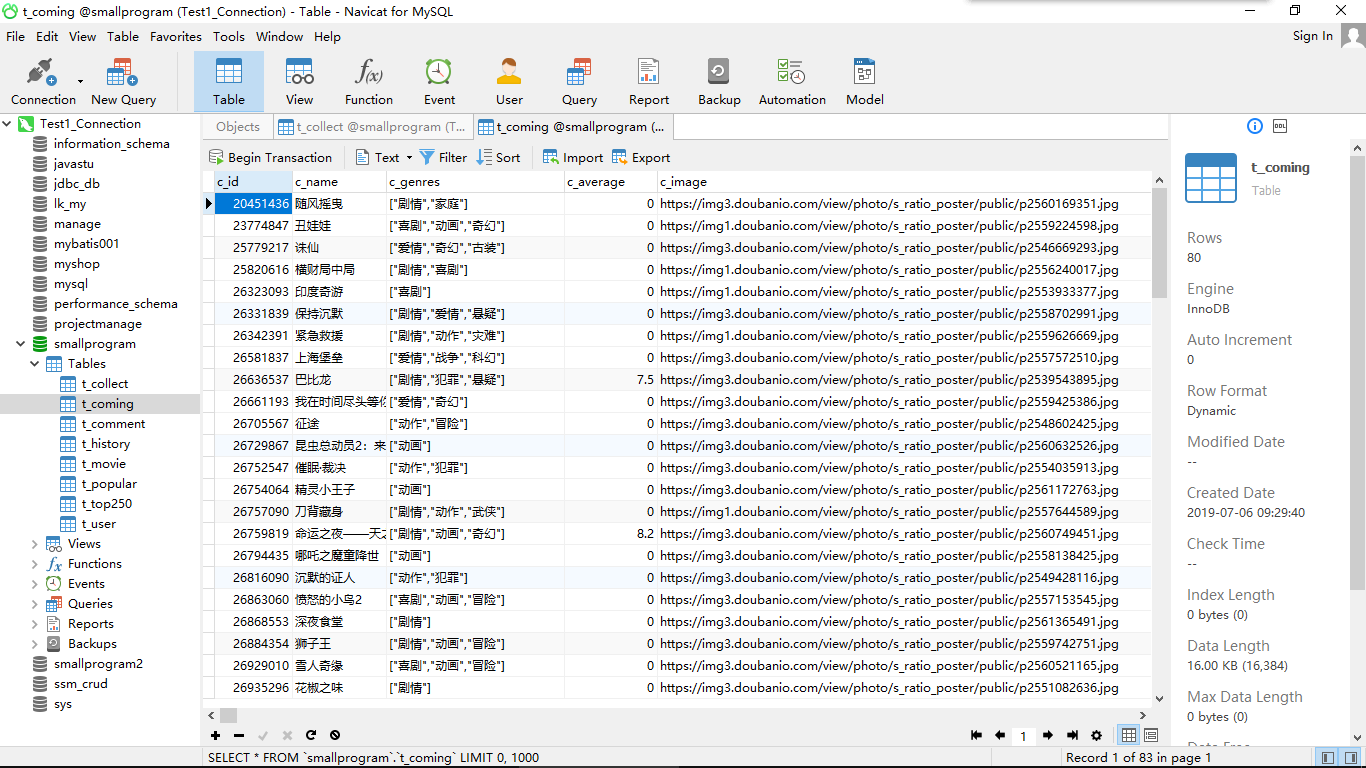 t_coming @smallprogram (Test1_Connection) - Table - Navicat for MySQL
File Edit View Table Favorites Tools Window Help
Sign In
Connection New Query Table View Function Event User Query Report Backup Automation Model
Test1_Connection
information_schema
javastu
jdbc_db
lk_my
manage
mybatis001
myshop
mysql
performance_schema
projectmanage
smallprogram
Tables
t_collect
t_coming
t_comment
t_history
t_movie
t_popular
t_top250
t_user
Views
Functions
Events
Queries
Reports
Backups
smallprogram2
ssm_crud
sys
Objects t_collect @smallprogram (T... t_coming @smallprogram (...
Begin Transaction Text Filter Sort Import Export
c_id c_name c_genres c_average c_image
20451436 随风摇曳 ["剧情","家庭"] 0 https://img3.doubanio.com/view/photo/s_ratio_poster/public/p2560169351.jpg
23774847 丑娃娃 ["喜剧","动画","奇幻"] 0 https://img1.doubanio.com/view/photo/s_ratio_poster/public/p2559224598.jpg
25779217 诛仙 ["爱情","奇幻","古装"] 0 https://img3.doubanio.com/view/photo/s_ratio_poster/public/p2546669293.jpg
25820616 横财局中局 ["剧情","喜剧"] 0 https://img1.doubanio.com/view/photo/s_ratio_poster/public/p2556240017.jpg
26323093 印度奇游 ["喜剧"] 0 https://img1.doubanio.com/view/photo/s_ratio_poster/public/p2553933377.jpg
26331839 保持沉默 ["剧情","爱情","悬疑"] 0 https://img3.doubanio.com/view/photo/s_ratio_poster/public/p2558702991.jpg
26342391 紧急救援 ["剧情","动作","灾难"] 0 https://img1.doubanio.com/view/photo/s_ratio_poster/public/p2559626669.jpg
26581837 上海堡垒 ["爱情","战争","科幻"] 0 https://img3.doubanio.com/view/photo/s_ratio_poster/public/p2557572510.jpg
26636537 巴比龙 ["剧情","犯罪","悬疑"] 7.5 https://img3.doubanio.com/view/photo/s_ratio_poster/public/p2539543895.jpg
26661193 我在时间尽头等 ["爱情","奇幻"] 0 https://img3.doubanio.com/view/photo/s_ratio_poster/public/p2559425386.jpg
26705567 征途 ["动作","冒险"] 0 https://img3.doubanio.com/view/photo/s_ratio_poster/public/p2548602425.jpg
26729867 昆虫总动员2：来 ["动画"] 0 https://img3.doubanio.com/view/photo/s_ratio_poster/public/p2560632526.jpg
26752547 催眠·裁决 ["动作","犯罪"] 0 https://img3.doubanio.com/view/photo/s_ratio_poster/public/p2554035913.jpg
26754064 精灵小王子 ["动画"] 0 https://img3.doubanio.com/view/photo/s_ratio_poster/public/p2561172763.jpg
26757090 刀背藏身 ["剧情","动作","武侠"] 0 https://img1.doubanio.com/view/photo/s_ratio_poster/public/p2557644589.jpg
26759819 命运之夜——天 ["剧情","动画","奇幻"] 8.2 https://img3.doubanio.com/view/photo/s_ratio_poster/public/p2560749451.jpg
26794435 哪吒之魔童降世 ["动画"] 0 https://img3.doubanio.com/view/photo/s_ratio_poster/public/p2558138425.jpg
26816090 沉默的证人 ["动作","犯罪"] 0 https://img3.doubanio.com/view/photo/s_ratio_poster/public/p2549428116.jpg
26863060 愤怒的小鸟2 ["喜剧","动画","冒险"] 0 https://img3.doubanio.com/view/photo/s_ratio_poster/public/p2557153545.jpg
26868553 深夜食堂 ["剧情"] 0 https://img3.doubanio.com/view/photo/s_ratio_poster/public/p2561365491.jpg
26884354 狮子王 ["剧情","动画","冒险"] 0 https://img3.doubanio.com/view/photo/s_ratio_poster/public/p2559742751.jpg
26929010 雪人奇缘 ["喜剧","动画","冒险"] 0 https://img3.doubanio.com/view/photo/s_ratio_poster/public/p2560521165.jpg
26935296 花椒之味 ["剧情"] 0 https://img3.doubanio.com/view/photo/s_ratio_poster/public/p2551082636.jpg
1
SELECT * FROM `smallprogram`.`t_coming` LIMIT 0, 1000
Record 1 of 83 in page 1
DDL
t_coming
Table
Rows
80
Engine
InnoDB
Auto Increment
0
Row Format
Dynamic
Modified Date
--
Created Date
2019-07-06 09:29:40
Check Time
--
Index Length
0 bytes (0)
Data Length
16.00 KB (16,384)
Max Data Length
0 bytes (0)